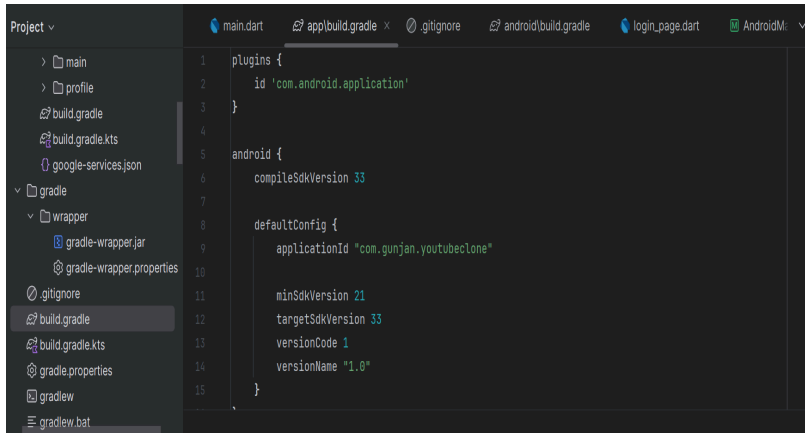 Project
main.dart
app\build.gradle
.gitignore
android\build.gradle
login_page.dart
main
profile
build.gradle
build.gradle.kts
google-services.json
gradle
wrapper
gradle-wrapper.jar
gradle-wrapper.properties
.gitignore
build.gradle
build.gradle.kts
gradle.properties
gradlew
gradlew.bat
1 plugins {
2 id 'com.android.application'
3 }
4
5 android {
6 compileSdkVersion 33
7
8 defaultConfig {
9 applicationId "com.gunjan.youtubeclone"
10
11 minSdkVersion 21
12 targetSdkVersion 33
13 versionCode 1
14 versionName "1.0"
15 }